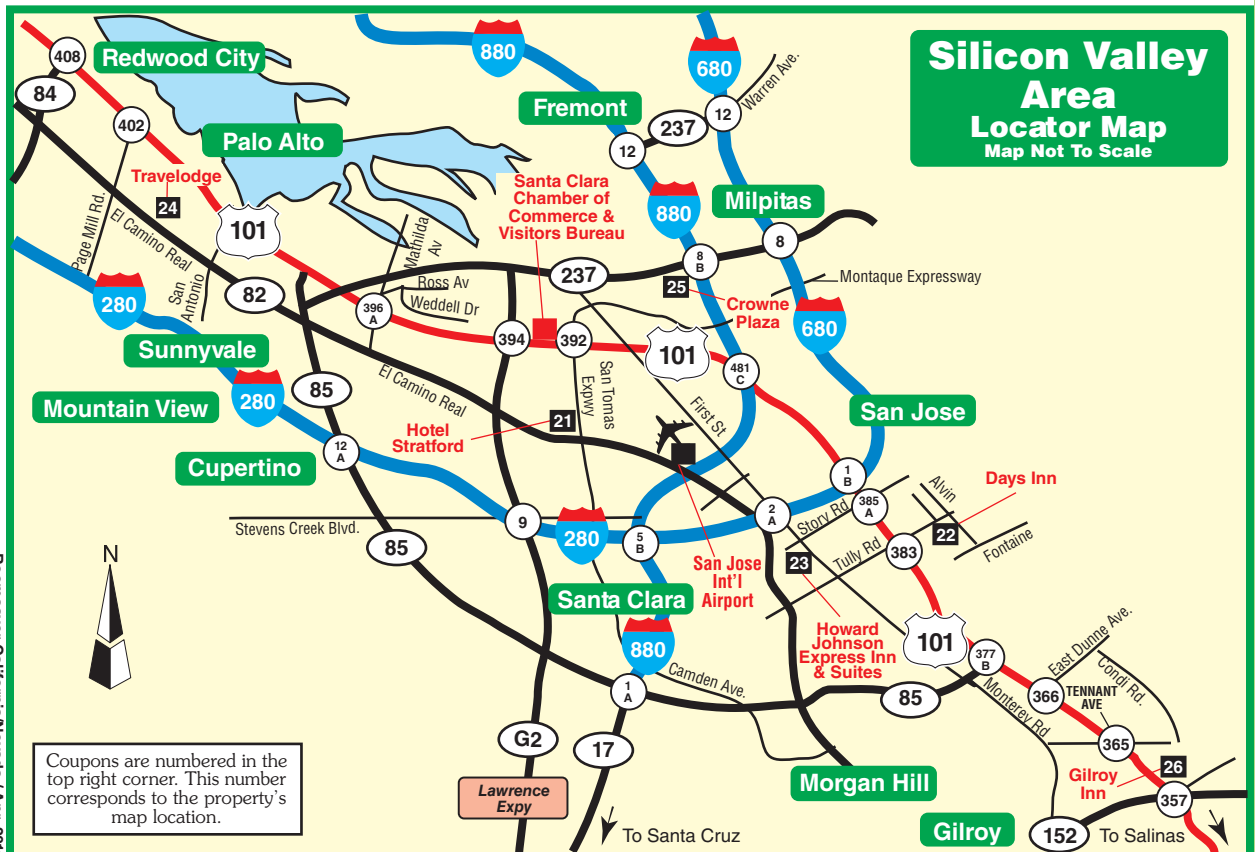 Silicon Valley
Area
Locator Map
Map Not To Scale
408
Redwood City
84
402
Palo Alto
880
680
Warren Ave.
Fremont
12
237
12
Travelodge
24
Page Mill Rd.
El Camino Real
101
Santa Clara
Chamber of
Commerce &
Visitors Bureau
880
Milpitas
8
Mathilda
Av
San
Antonio
82
280
Ross Av
Weddell Dr
237
8
B
25
Crowne
Plaza
Montaque Expressway
680
396
A
394
392
101
481
C
Sunnyvale
280
85
El Camino Real
San Tomas
Expwy
First St
San Jose
Mountain View
21
Hotel
Stratford
12
A
Cupertino
1
B
385
A
Alvin
Days Inn
22
Fontaine
Stevens Creek Blvd.
9
280
5
B
2
A
Story Rd
Tully Rd
383
85
23
San Jose
Int'l
Airport
N
Santa Clara
880
Howard
Johnson
Express Inn
& Suites
101
377
B
East Dunne Ave.
Condi Rd.
1
A
Camden Ave.
85
Monterey Rd
366
TENNANT
AVE
365
G2
17
Coupons are numbered in the
top right corner. This number
corresponds to the property's
map location.
Lawrence
Expy
Morgan Hill
Gilroy
Inn
26
357
To Santa Cruz
Gilroy
152
To Salinas